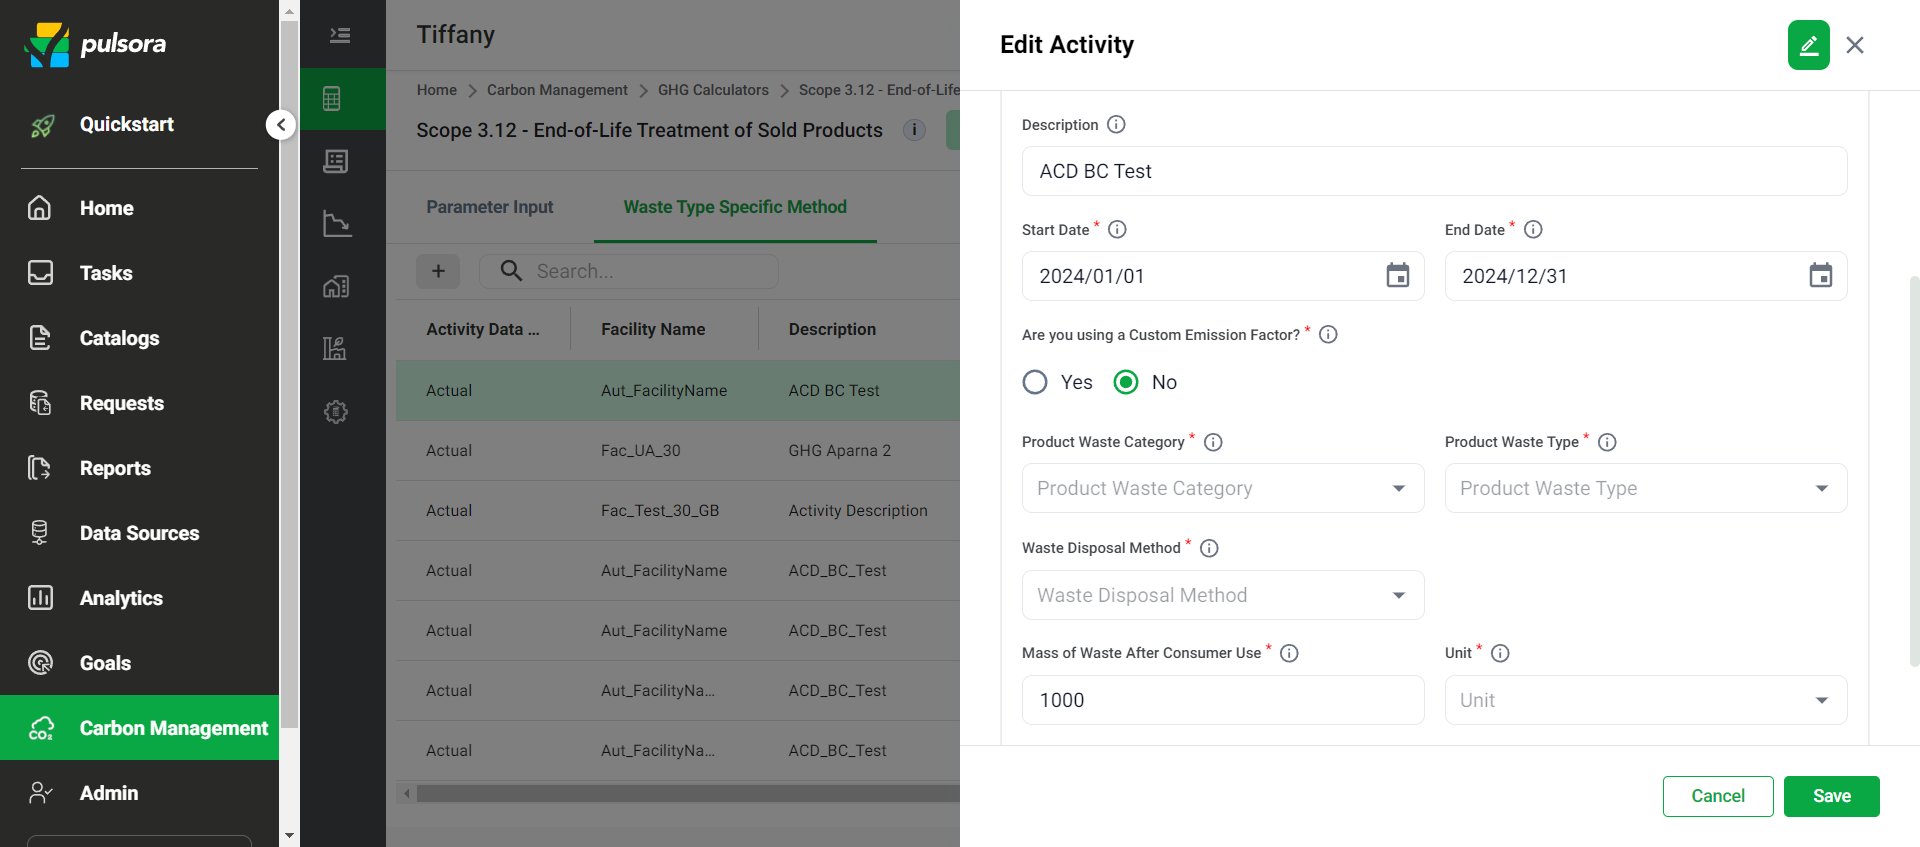 pulsora
Quickstart
Home
Tasks
Catalogs
Requests
Reports
Data Sources
Analytics
Goals
Carbon Management
Admin
Tiffany
Home > Carbon Management > GHG Calculators > Scope 3.12 - End-of-Life
Scope 3.12 - End-of-Life Treatment of Sold Products
Parameter Input Waste Type Specific Method
+ Search...
Activity Data ... Facility Name Description
Actual Aut_FacilityName ACD BC Test
Actual Fac_UA_30 GHG Aparna 2
Actual Fac_Test_30_GB Activity Description
Actual Aut_FacilityName ACD_BC_Test
Actual Aut_FacilityName ACD_BC_Test
Actual Aut_FacilityNa... ACD_BC_Test
Actual Aut_FacilityNa... ACD_BC_Test
Edit Activity
Description
ACD BC Test
Start Date * End Date *
2024/01/01 2024/12/31
Are you using a Custom Emission Factor? *
Yes No
Product Waste Category * Product Waste Type *
Product Waste Category Product Waste Type
Waste Disposal Method *
Waste Disposal Method
Mass of Waste After Consumer Use * Unit *
1000 Unit
Cancel Save